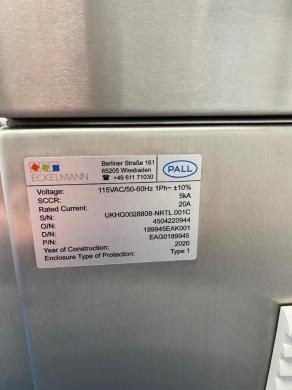 ECKELMANN
Berliner Straße 161
65205 Wiesbaden
☎ +49 611 71030
PALL
Voltage: 115VAC/50-60Hz 1Ph~ ±10%
SCCR: 5kA
Rated Current: 20A
S/N: UKHG0028808-NRTL.001C
O/N: 4504220944
D/N: 189945EAK001
P/N: EAG0189945
Year of Construction: 2020
Enclosure Type of Protection: Type 1